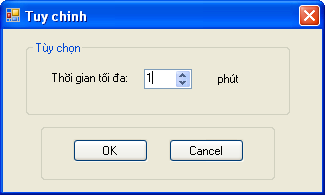 Tuy chinh
Tùy chọn
Thời gian tối đa: 1 phút
OK Cancel